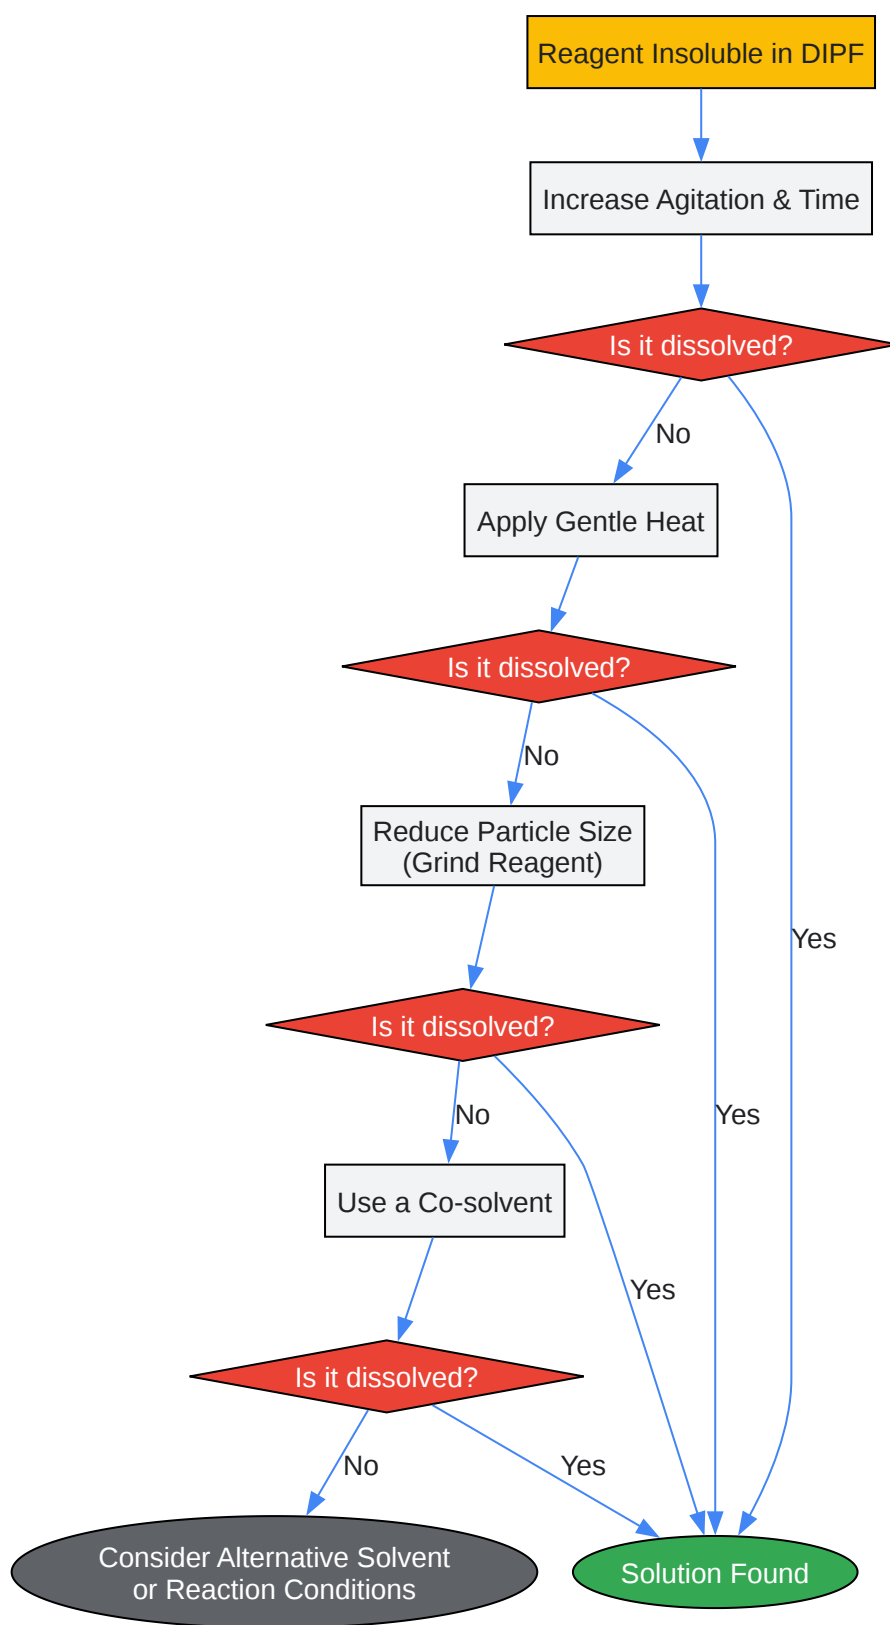 Reagent Insoluble in DIPF
Increase Agitation & Time
Is it dissolved?
No
Apply Gentle Heat
Is it dissolved?
No
Reduce Particle Size
(Grind Reagent)
Yes
Is it dissolved?
No
Yes
Use a Co-solvent
Yes
Is it dissolved?
No
Yes
Consider Alternative Solvent
or Reaction Conditions
Solution Found